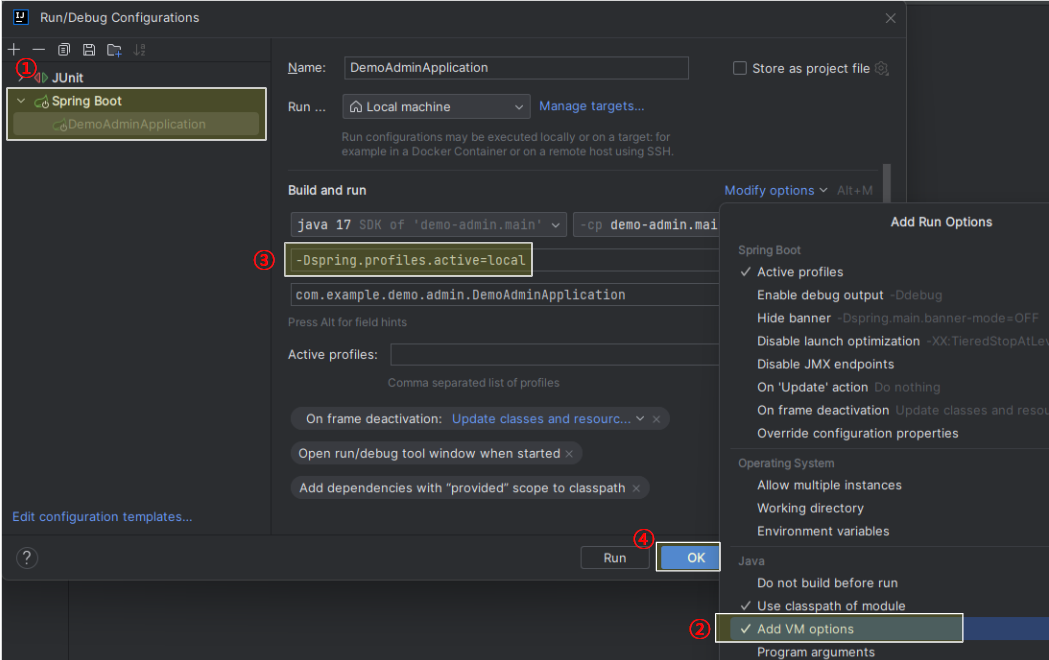 Run/Debug Configurations
①
JUnit
Spring Boot
DemoAdminApplication
Edit configuration templates...
?
Name: DemoAdminApplication
Store as project file
Run ... Local machine Manage targets...
Run configurations may be executed locally or on a target: for
example in a Docker Container or on a remote host using SSH.
Build and run
Modify options Alt+M
java 17 SDK of 'demo-admin.main' -cp demo-admin.mai
③ -Dspring.profiles.active=local
com.example.demo.admin.DemoAdminApplication
Press Alt for field hints
Active profiles:
Comma separated list of profiles
On frame deactivation: Update classes and resourc... ×
Open run/debug tool window when started ×
Add dependencies with “provided” scope to classpath ×
④
Run OK
Add Run Options
Spring Boot
✓ Active profiles
Enable debug output -Ddebug
Hide banner -Dspring.main.banner-mode=OFF
Disable launch optimization -XX:TieredStopAtLev
Disable JMX endpoints
On 'Update' action Do nothing
On frame deactivation Update classes and resou
Override configuration properties
Operating System
Allow multiple instances
Working directory
Environment variables
Java
Do not build before run
✓ Use classpath of module
② ✓ Add VM options
Program arguments